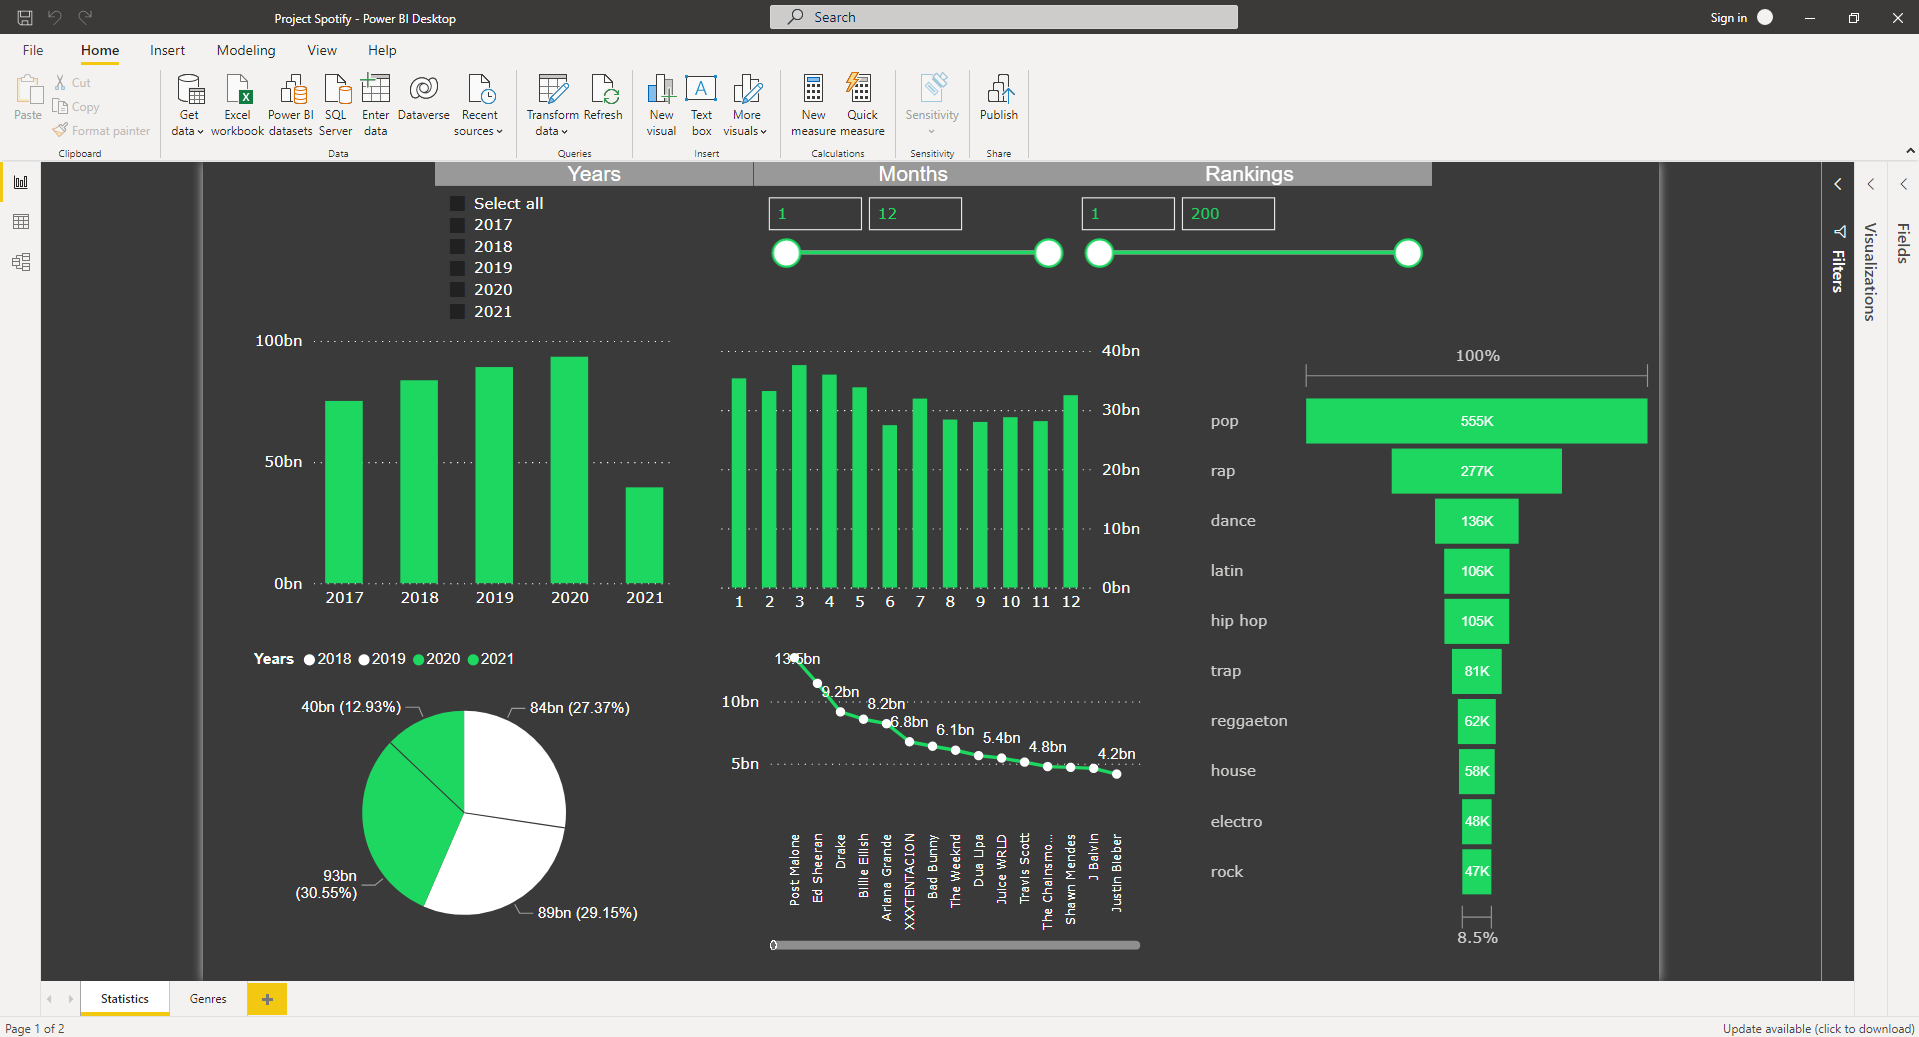 Project Spotify - Power BI Desktop
Search
Sign in
File Home Insert Modeling View Help
Paste
Cut
Copy
Format painter
Clipboard
Get data
Excel workbook
Power BI datasets
SQL Server
Enter data
Dataverse
Recent sources
Data
Transform data
Refresh
Queries
New visual
Text box
More visuals
Insert
New measure
Quick measure
Calculations
Sensitivity
Sensitivity
Publish
Share
Years Months Rankings
Select all
2017
2018
2019
2020
2021
1 12
1 200
100bn
50bn
0bn
2017 2018 2019 2020 2021
40bn
30bn
20bn
10bn
0bn
1 2 3 4 5 6 7 8 9 10 11 12
100%
pop 555K
rap 277K
dance 136K
latin 106K
hip hop 105K
trap 81K
reggaeton 62K
house 58K
electro 48K
rock 47K
8.5%
Years 2018 2019 2020 2021
40bn (12.93%)
84bn (27.37%)
93bn
(30.55%)
89bn (29.15%)
10bn
5bn
13.5bn
9.2bn
8.2bn
6.8bn
6.1bn
5.4bn
4.8bn
4.2bn
Post Malone
Ed Sheeran
Drake
Billie Eilish
Ariana Grande
XXXTENTACION
Bad Bunny
The Weeknd
Dua Lipa
Juice WRLD
Travis Scott
The Chainsmo...
Shawn Mendes
J Balvin
Justin Bieber
Filters
Visualizations
Fields
Statistics Genres +
Page 1 of 2
Update available (click to download)